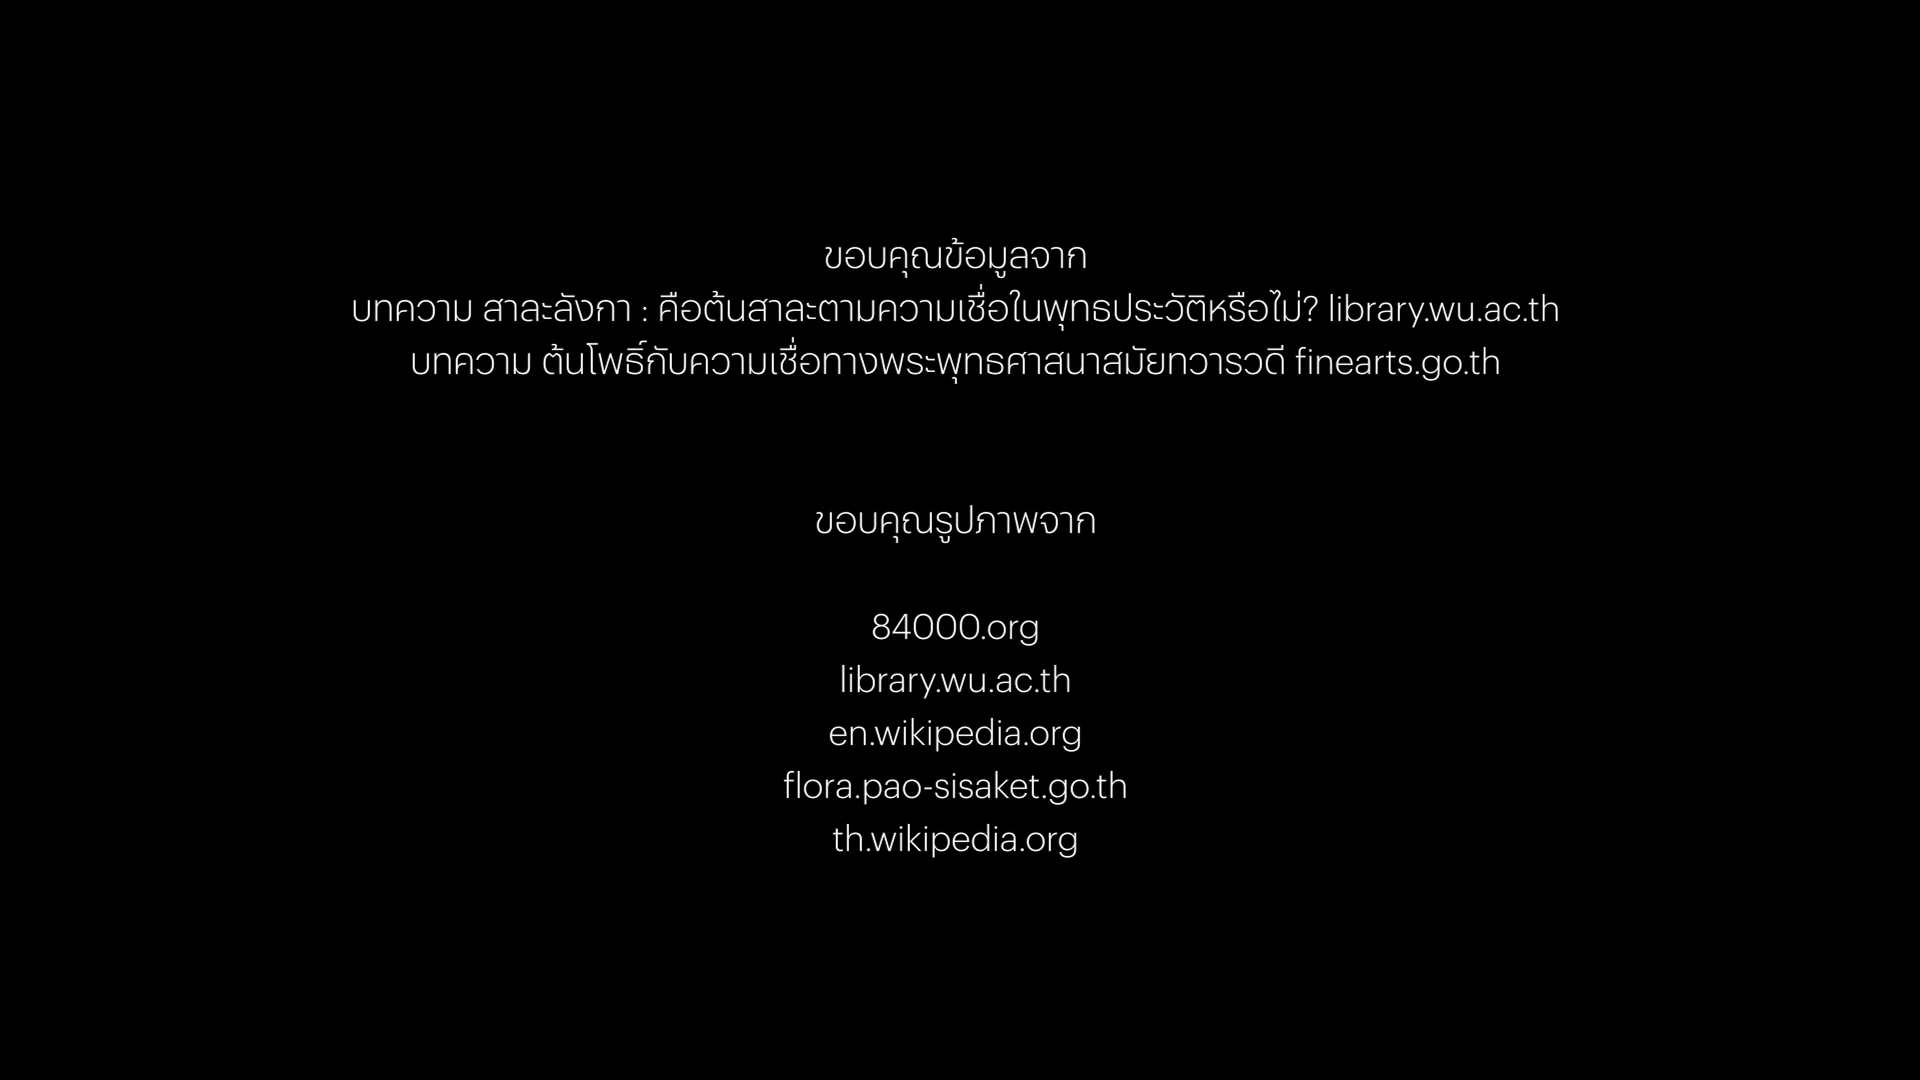 ขอบคุณข้อมูลจาก
บทความ สาละลังกา : คือต้นสาละตามความเชื่อในพุทธประวัติหรือไม่? library.wu.ac.th
บทความ ต้นโพธิ์กับความเชื่อทางพระพุทธศาสนาสมัยทวารวดี finearts.go.th
ขอบคุณรูปภาพจาก
84000.org
library.wu.ac.th
en.wikipedia.org
flora.pao-sisaket.go.th
th.wikipedia.org